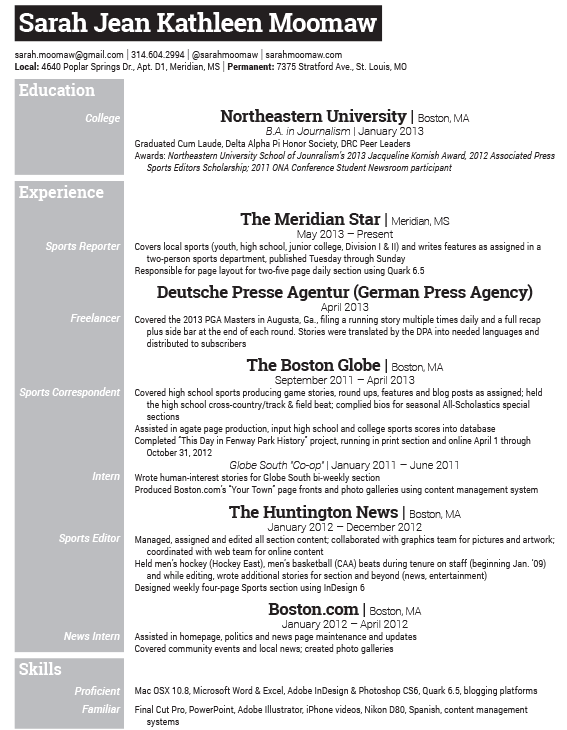 Sarah Jean Kathleen Moomaw
sarah.moomaw@gmail.com | 314.604.2994 | @sarahmoomaw | sarahmoomaw.com
Local: 4640 Poplar Springs Dr., Apt. D1, Meridian, MS | Permanent: 7375 Stratford Ave., St. Louis, MO
Education
College
Northeastern University | Boston, MA
B.A. in Journalism | January 2013
Graduated Cum Laude, Delta Alpha Pi Honor Society, DRC Peer Leaders
Awards: Northeastern University School of Jounralism's 2013 Jacqueline Kornish Award, 2012 Associated Press
Sports Editors Scholarship; 2011 ONA Conference Student Newsroom participant
Experience
The Meridian Star | Meridian, MS
May 2013 – Present
Sports Reporter
Covers local sports (youth, high school, junior college, Division I & II) and writes features as assigned in a
two-person sports department, published Tuesday through Sunday
Responsible for page layout for two-five page daily section using Quark 6.5
Deutsche Presse Agentur (German Press Agency)
April 2013
Freelancer
Covered the 2013 PGA Masters in Augusta, Ga., filing a running story multiple times daily and a full recap
plus side bar at the end of each round. Stories were translated by the DPA into needed languages and
distributed to subscribers
The Boston Globe | Boston, MA
September 2011 – April 2013
Sports Correspondent
Covered high school sports producing game stories, round ups, features and blog posts as assigned; held
the high school cross-country/track & field beat; complied bios for seasonal All-Scholastics special
sections
Assisted in agate page production, input high school and college sports scores into database
Completed "This Day in Fenway Park History" project, running in print section and online April 1 through
October 31, 2012
Globe South "Co-op" | January 2011 – June 2011
Intern
Wrote human-interest stories for Globe South bi-weekly section
Produced Boston.com's "Your Town" page fronts and photo galleries using content management system
The Huntington News | Boston, MA
January 2012 – December 2012
Sports Editor
Managed, assigned and edited all section content; collaborated with graphics team for pictures and artwork;
coordinated with web team for online content
Held men's hockey (Hockey East), men's basketball (CAA) beats during tenure on staff (beginning Jan. '09)
and while editing, wrote additional stories for section and beyond (news, entertainment)
Designed weekly four-page Sports section using InDesign 6
Boston.com | Boston, MA
January 2012 – April 2012
News Intern
Assisted in homepage, politics and news page maintenance and updates
Covered community events and local news; created photo galleries
Skills
Proficient
Mac OSX 10.8, Microsoft Word & Excel, Adobe InDesign & Photoshop CS6, Quark 6.5, blogging platforms
Familiar
Final Cut Pro, PowerPoint, Adobe Illustrator, iPhone videos, Nikon D80, Spanish, content management
systems